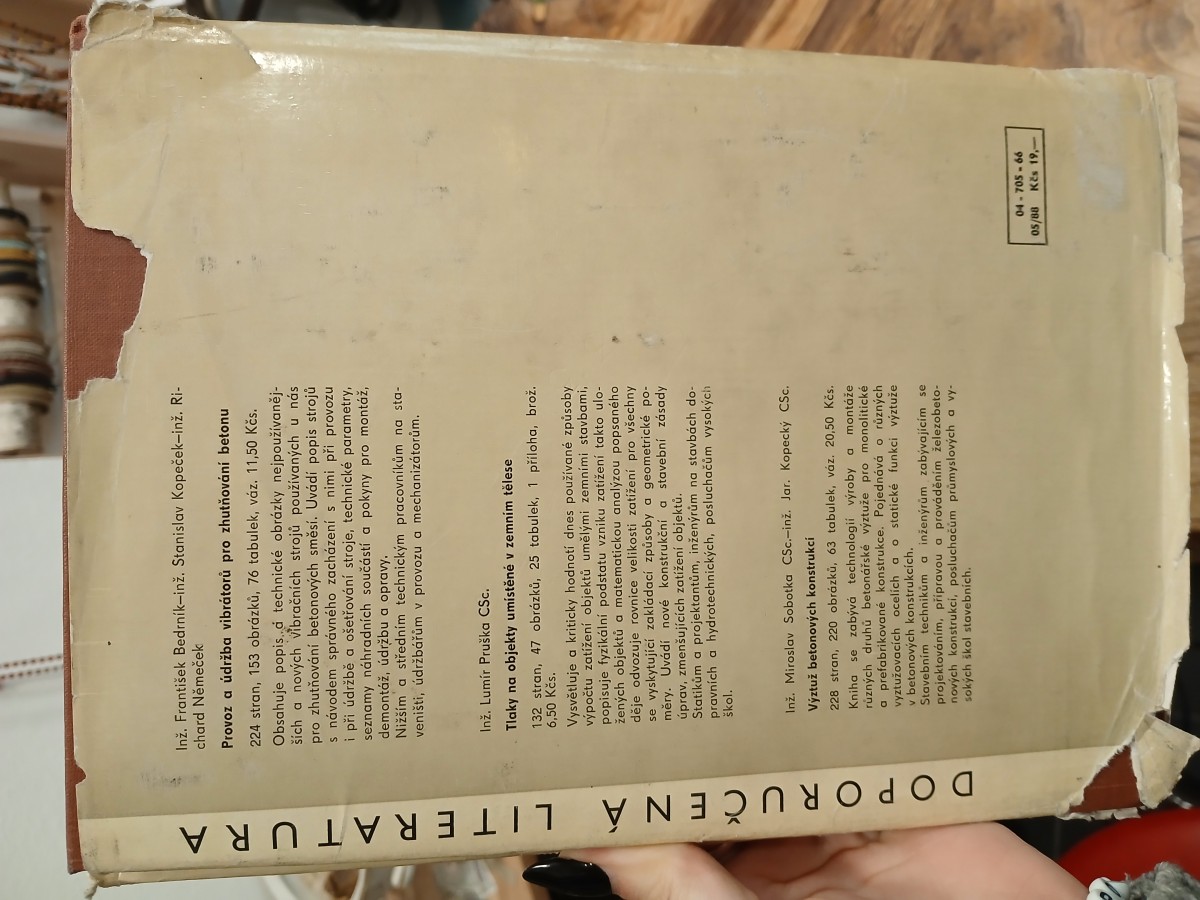 DOPORUČENÁ LITERATURA
Inž. František Bedrník—inž. Stanislav Kopeček—inž. Ri-
chard Němeček
Provoz a údržba vibrátorů pro zhutňování betonu
224 stran, 153 obrázků, 76 tabulek, váz. 11,50 Kčs.
Obsahuje popis a technické obrázky nejpoužívaněj-
ších a nových vibračních strojů používaných u nás
pro zhutňování betonových směsí. Uvádí popis strojů
s návodem správného zacházení s nimi při provozu
i při údržbě a ošetřování stroje, technické parametry,
seznamy náhradních součástí a pokyny pro montáž,
demontáž, údržbu a opravy.
Nižším a středním technickým pracovníkům na sta-
veništi, údržbářům v provozu a mechanizátorům.
Inž. Lumír Pruška CSc.
Tlaky na objekty umístěné v zemním tělese
132 stran, 47 obrázků, 25 tabulek, 1 příloha, brož.
6,50 Kčs.
Vysvětluje a kriticky hodnotí dnes používané způsoby
výpočtu zatížení objektů umělými zemními stavbami,
popisuje fyzikální podstatu vzniku zatížení takto ulo-
žených objektů a matematickou analýzou popsaného
děje odvozuje rovnice velikosti zatížení pro všechny
se vyskytující zakládací způsoby a geometrické po-
měry. Uvádí nové konstrukční a stavební zásady
úprav, zmenšujících zatížení objektů.
Statikům a projektantům, inženýrům na stavbách do-
pravních a hydrotechnických, posluchačům vysokých
škol.
Inž. Miroslav Sobotka CSc.—inž. Jar. Kopecký CSc.
Výztuž betonových konstrukcí
228 stran, 220 obrázků, 63 tabulek, váz. 20,50 Kčs.
Kniha se zabývá technologií výroby a montáže
různých druhů betonářské výztuže pro monolitické
a prefabrikované konstrukce. Pojednává o různých
vyztužovacích ocelích a o statické funkci výztuže
v betonových konstrukcích.
Stavebním technikům a inženýrům zabývajícím se
projektováním, přípravou a prováděním železobeto-
nových konstrukcí, posluchačům průmyslových a vy-
sokých škol stavebních.
04 - 705 - 66
05/88 Kčs 19,—